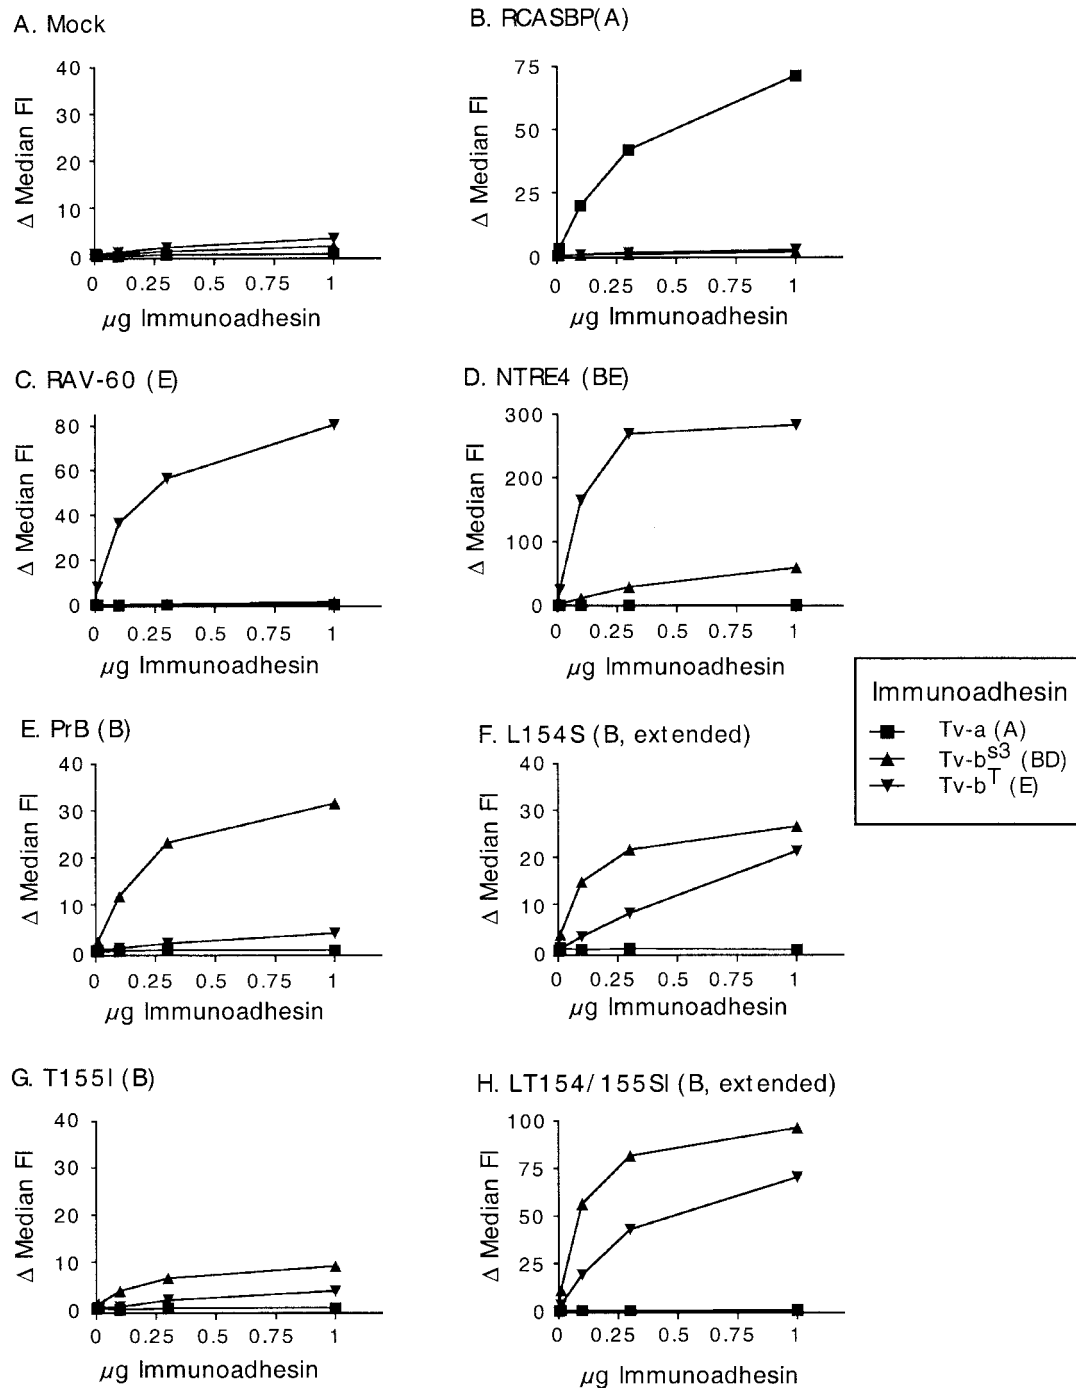 A. Mock
40
30
20
10
0
Δ Median FI
0 0.25 0.5 0.75 1
µg Immunoadhesin
B. RCASBP(A)
75
50
25
0
Δ Median FI
0 0.25 0.5 0.75 1
µg Immunoadhesin
C. RAV-60 (E)
80
60
40
20
0
Δ Median FI
0 0.25 0.5 0.75 1
µg Immunoadhesin
D. NTRE4 (BE)
300
200
100
0
Δ Median FI
0 0.25 0.5 0.75 1
µg Immunoadhesin
Immunoadhesin
Tv-a (A)
Tv-b^s3 (BD)
Tv-b^T (E)
E. PrB (B)
40
30
20
10
0
Δ Median FI
0 0.25 0.5 0.75 1
µg Immunoadhesin
F. L154S (B, extended)
40
30
20
10
0
Δ Median FI
0 0.25 0.5 0.75 1
µg Immunoadhesin
G. T155I (B)
40
30
20
10
0
Δ Median FI
0 0.25 0.5 0.75 1
µg Immunoadhesin
H. LT154/155SI (B, extended)
100
75
50
25
0
Δ Median FI
0 0.25 0.5 0.75 1
µg Immunoadhesin